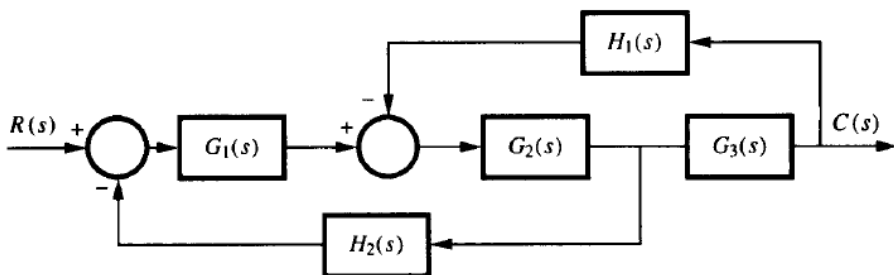 H₁(s)
−
R(s)
+
G₁(s)
+
G₂(s)
G₃(s)
C(s)
−
H₂(s)